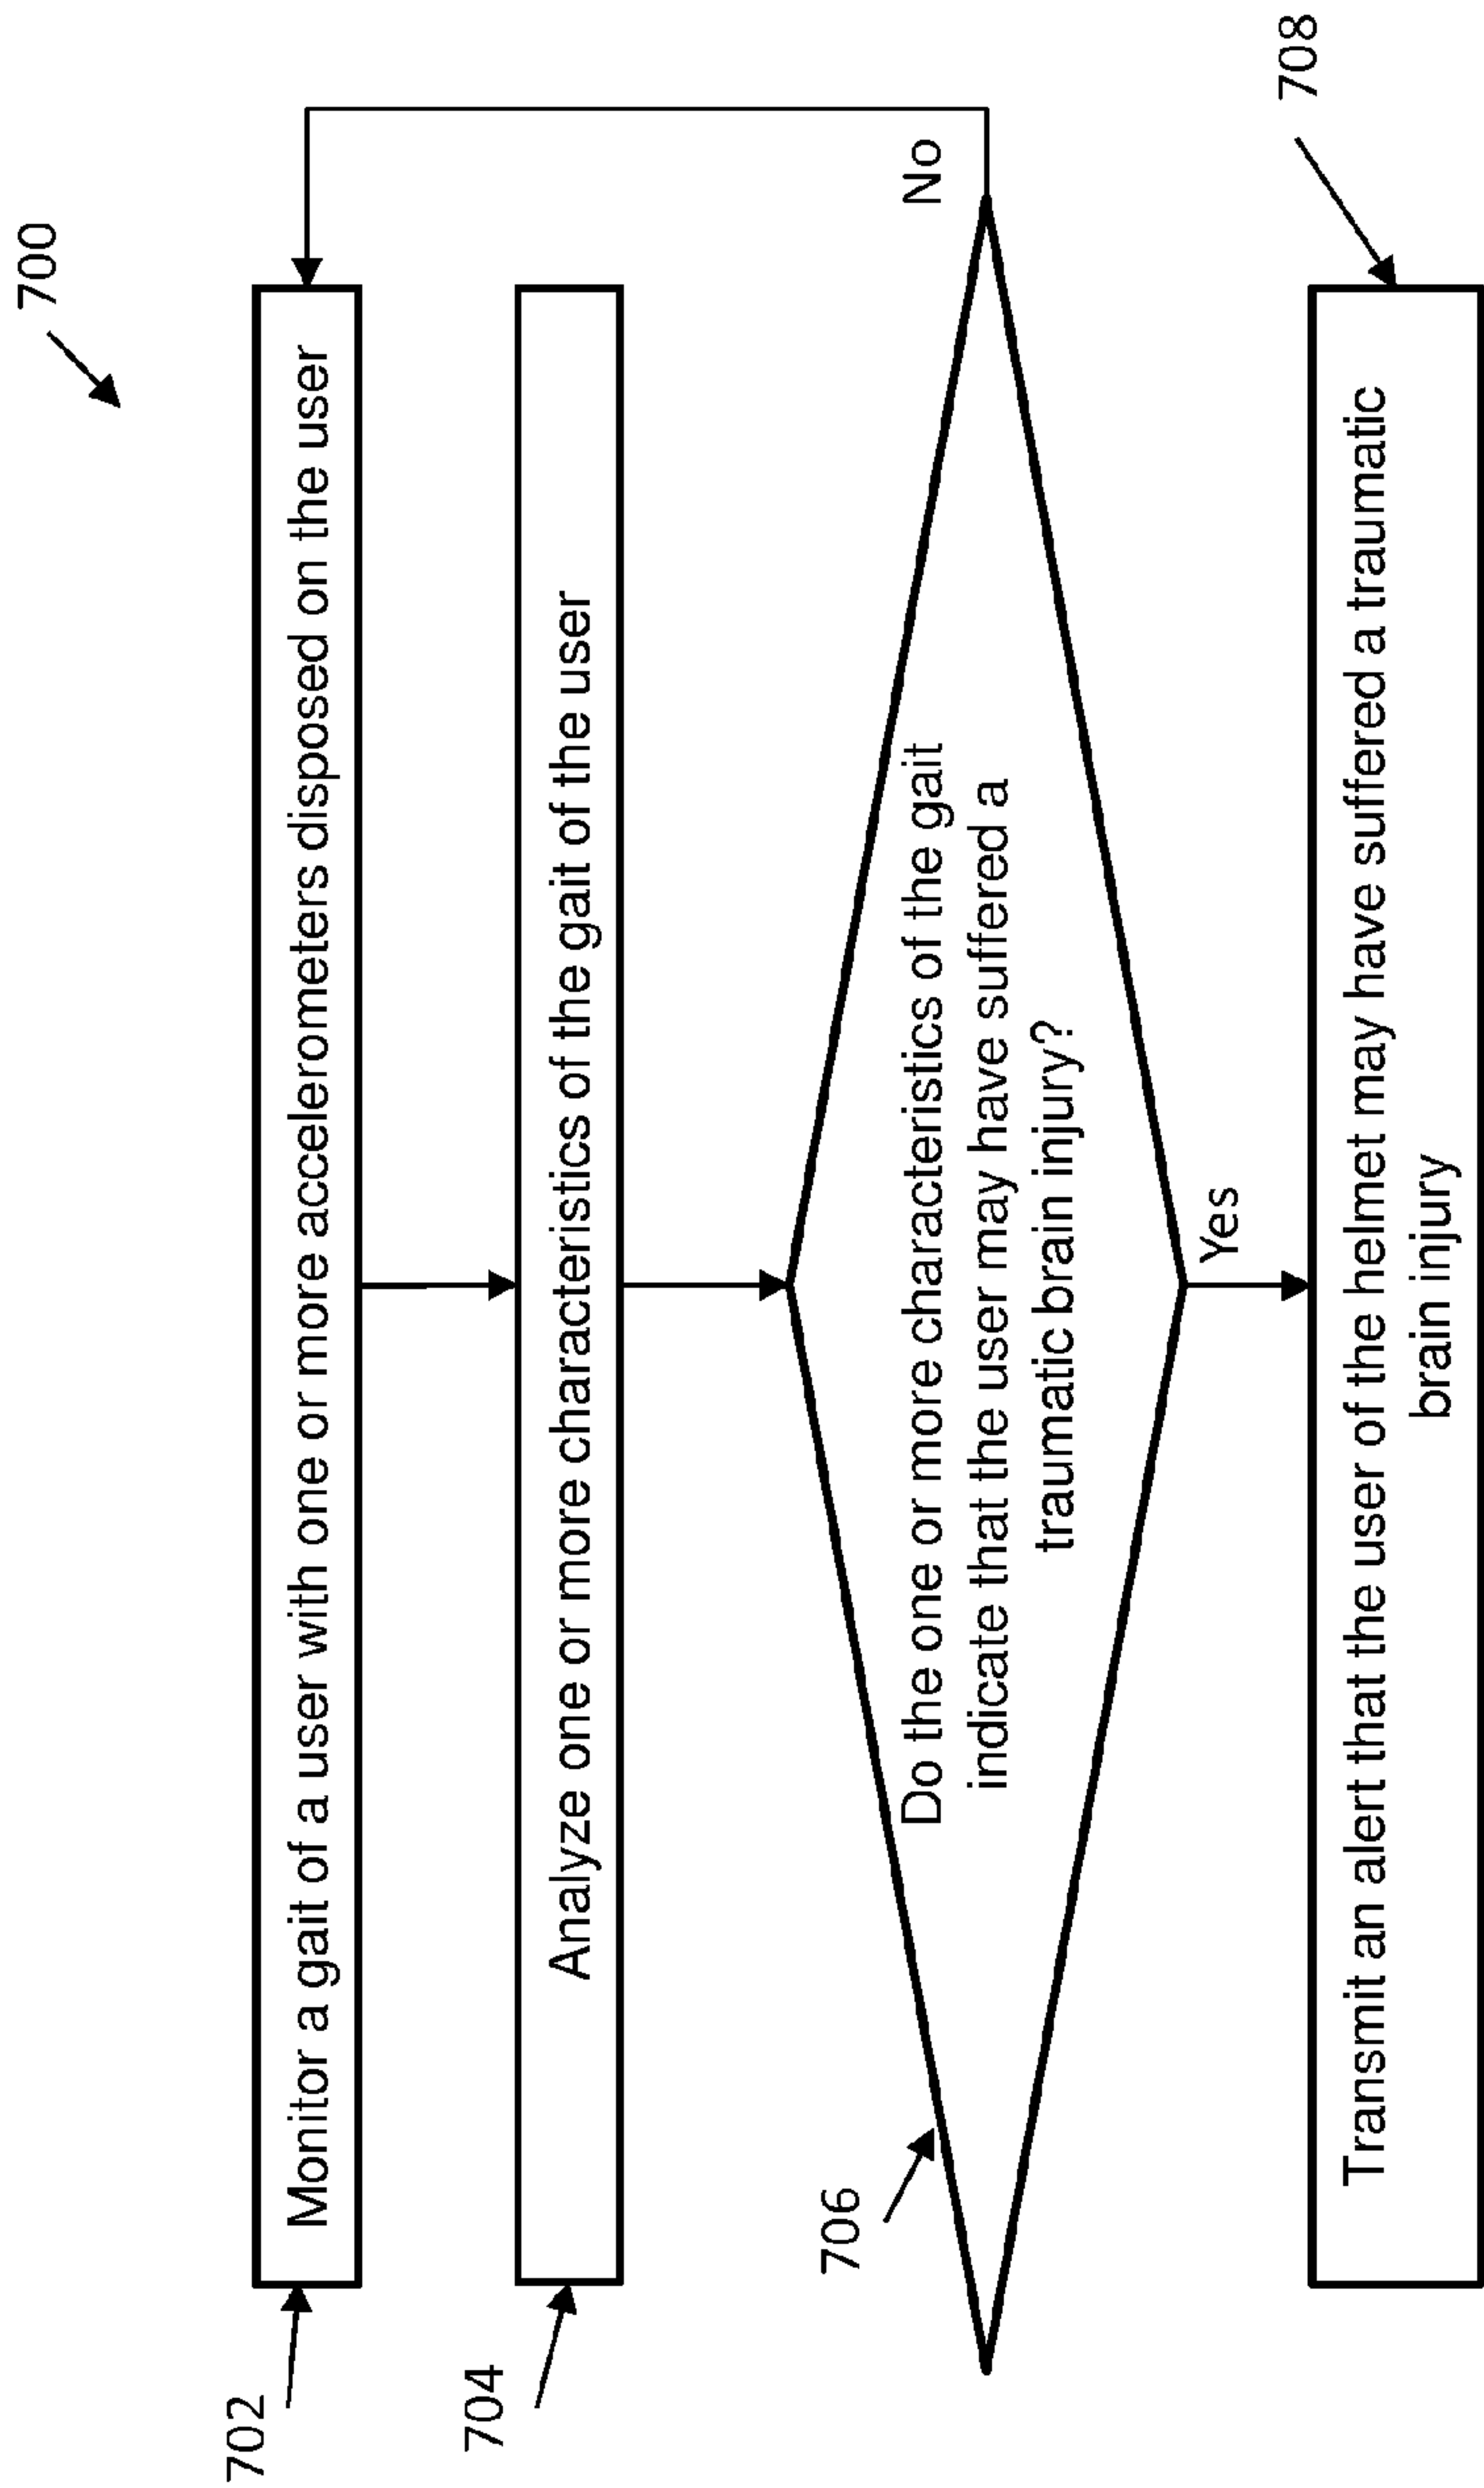 700
702
Monitor a gait of a user with one or more accelerometers disposed on the user
704
Analyze one or more characteristics of the gait of the user
706
Do the one or more characteristics of the gait
indicate that the user may have suffered a
traumatic brain injury?
No
Yes
708
Transmit an alert that the user of the helmet may have suffered a traumatic
brain injury